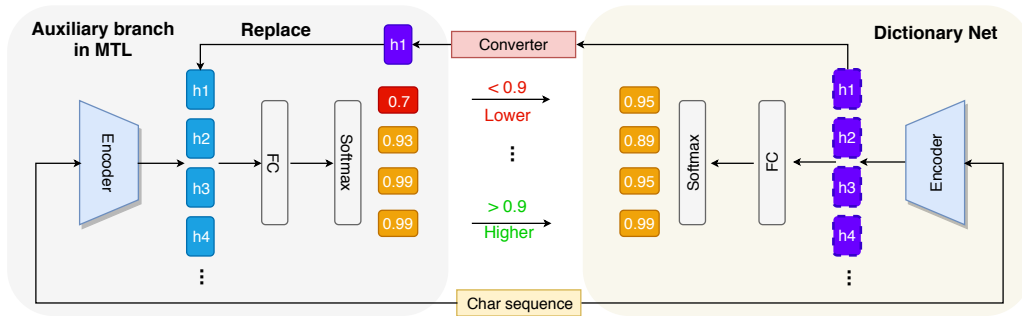 Auxiliary branch
in MTL
Replace
h1
Converter
Dictionary Net
Encoder
h1
h2
h3
h4
...
FC
Softmax
0.7
0.93
0.99
0.99
< 0.9
Lower
...
> 0.9
Higher
0.95
0.89
0.95
0.99
Softmax
FC
h1
h2
h3
h4
...
Encoder
Char sequence